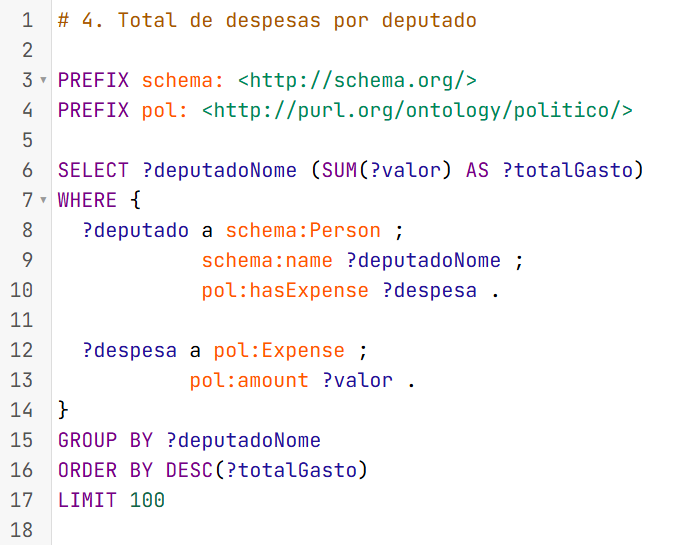 1 # 4. Total de despesas por deputado
2
3 PREFIX schema: <http://schema.org/>
4 PREFIX pol: <http://purl.org/ontology/politico/>
5
6 SELECT ?deputadoNome (SUM(?valor) AS ?totalGasto)
7 WHERE {
8   ?deputado a schema:Person ;
9             schema:name ?deputadoNome ;
10             pol:hasExpense ?despesa .
11
12   ?despesa a pol:Expense ;
13            pol:amount ?valor .
14 }
15 GROUP BY ?deputadoNome
16 ORDER BY DESC(?totalGasto)
17 LIMIT 100
18